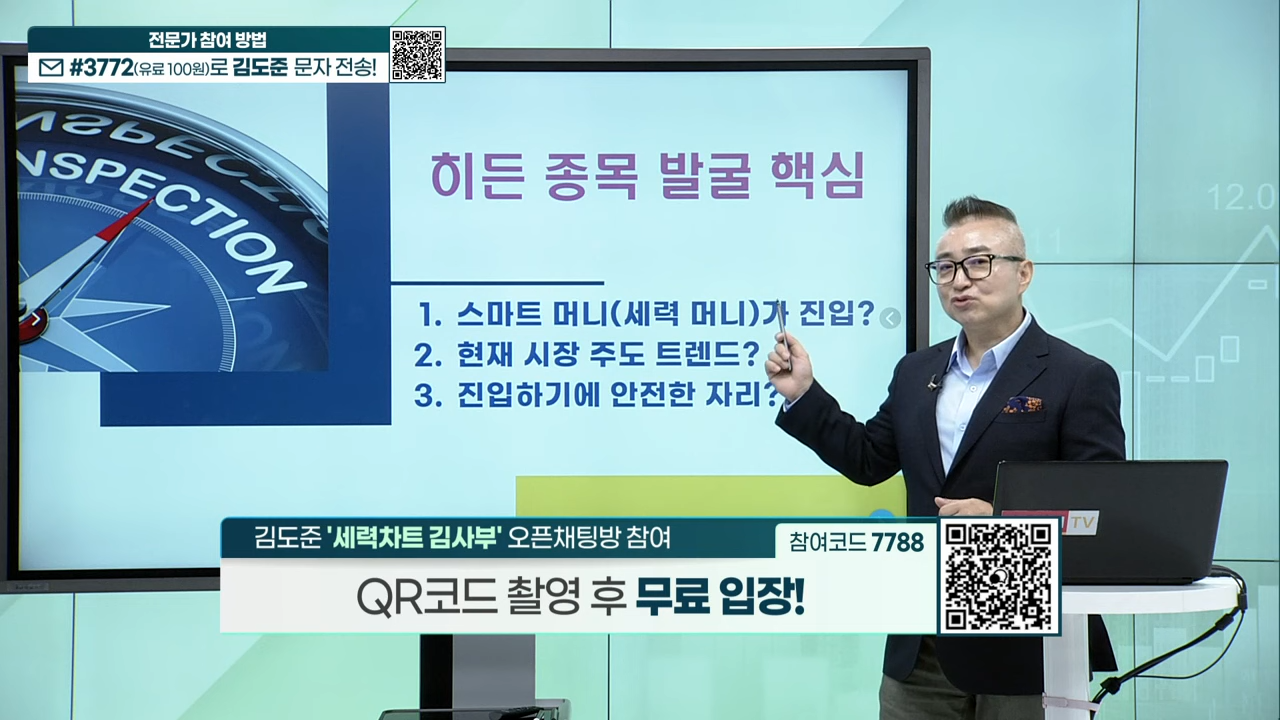 전문가 참여 방법
#3772(유료 100원)로 김도준 문자 전송!
INSPECTION
히든 종목 발굴 핵심
1. 스마트 머니(세력 머니)가 진입?
2. 현재 시장 주도 트렌드?
3. 진입하기에 안전한 자리?
12.0
김도준 '세력차트 김사부' 오픈채팅방 참여
참여코드 7788
QR코드 촬영 후 무료 입장!
TV